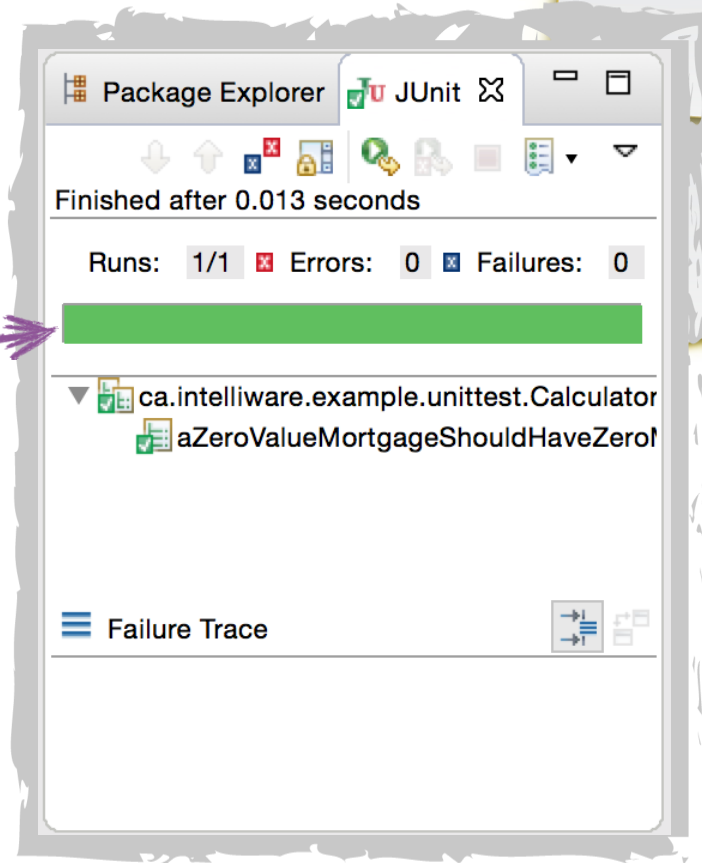 Package Explorer JUnit
Finished after 0.013 seconds
Runs: 1/1 Errors: 0 Failures: 0
ca.intelliware.example.unittest.Calculator
aZeroValueMortgageShouldHaveZero
Failure Trace